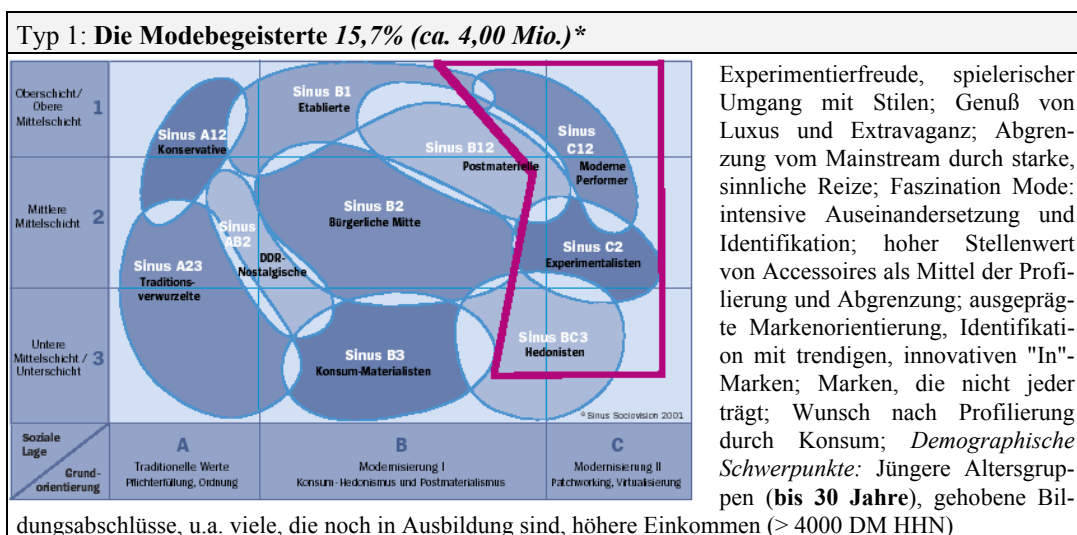 Typ 1: Die Modebegeisterte 15,7% (ca. 4,00 Mio.)*
Oberschicht/
Obere
Mittelschicht
1
Mittlere
Mittelschicht
2
Untere
Mittelschicht /
Unterschicht
3
Sinus B1
Etablierte
Sinus A12
Konservative
Sinus B12
Postmaterielle
Sinus
C12
Moderne
Performer
Sinus
AB2
DDR-
Nostalgische
Sinus B2
Bürgerliche Mitte
Sinus C2
Experimentalisten
Sinus A23
Traditions-
verwurzelte
Sinus B3
Konsum-Materialisten
Sinus BC3
Hedonisten
© Sinus Sociovision 2001
Soziale
Lage
Grund-
orientierung
A
Traditionelle Werte
Pflichterfüllung, Ordnung
B
Modernisierung I
Konsum-Hedonismus und Postmaterialismus
C
Modernisierung II
Patchworking, Virtualisierung
Experimentierfreude, spielerischer
Umgang mit Stilen; Genuß von
Luxus und Extravaganz; Abgren-
zung vom Mainstream durch starke,
sinnliche Reize; Faszination Mode:
intensive Auseinandersetzung und
Identifikation; hoher Stellenwert
von Accessoires als Mittel der Profi-
lierung und Abgrenzung; ausgepräg-
te Markenorientierung, Identifikati-
on mit trendigen, innovativen "In"-
Marken; Marken, die nicht jeder
trägt; Wunsch nach Profilierung
durch Konsum; Demographische
Schwerpunkte: Jüngere Altersgrup-
pen (bis 30 Jahre), gehobene Bil-
dungsabschlüsse, u.a. viele, die noch in Ausbildung sind, höhere Einkommen (> 4000 DM HHN)